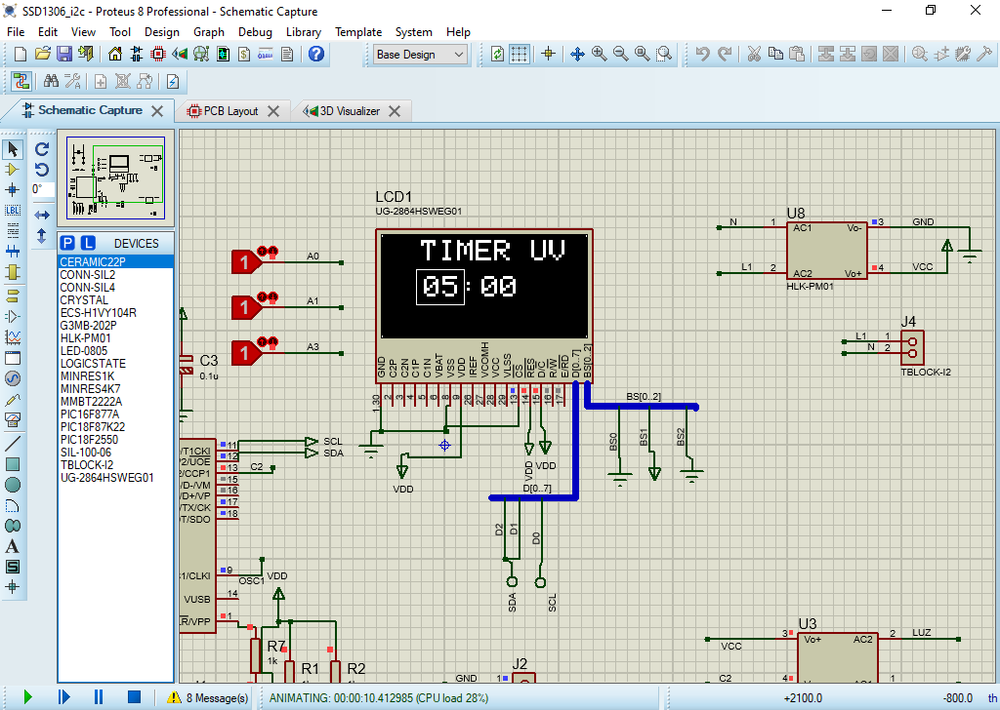 SSD1306_i2c - Proteus 8 Professional - Schematic Capture
File Edit View Tool Design Graph Debug Library Template System Help
Base Design
Schematic Capture
PCB Layout
3D Visualizer
0°
LBL
P L DEVICES
CERAMIC22P
CONN-SIL2
CONN-SIL4
CRYSTAL
ECS-H1VY104R
G3MB-202P
HLK-PM01
LED-0805
LOGICSTATE
MINRES1K
MINRES4K7
MMBT2222A
PIC16F877A
PIC18F87K22
PIC18F2550
SIL-100-06
TBLOCK-I2
UG-2864HSWEG01
LCD1
UG-2864HSWEG01
TIMER UV
05:00
GND C2P C2N C1P C1N VBAT VSS VDD IREF VCOMH VCC VLSS CS RES D/C R/W E/RD D[0..7] BS[0..2]
1,30 2 3 4 5 6 8 9 26 27 28 29 13 14 15 16 17
1 A0
1 A1
1 A3
C3
0.1u
U8
N 1 AC1 Vo- 3 GND
L1 2 AC2 Vo+ 4 VCC
HLK-PM01
J4
L1 1
N 2
TBLOCK-I2
BS[0..2]
BS0 BS1 BS2
VDD
VDD
VDD
D[0..7]
D2 D1 D0
SDA SCL
/T1CKI 11 SCL
2/UOE 12 SDA
/CCP1 13 C2
D-/VM 15
D+/VP 16
TX/CK 17
/SDO 18
1/CLKI 9
OSC1
VDD
VUSB 14
/VPP 1
R7
1k
R1
R2
J2
GND 1
U3
VCC 3 Vo+ AC2 2 LUZ
C2 4 1
8 Message(s)
ANIMATING: 00:00:10.412985 (CPU load 28%)
+2100.0 -800.0 th